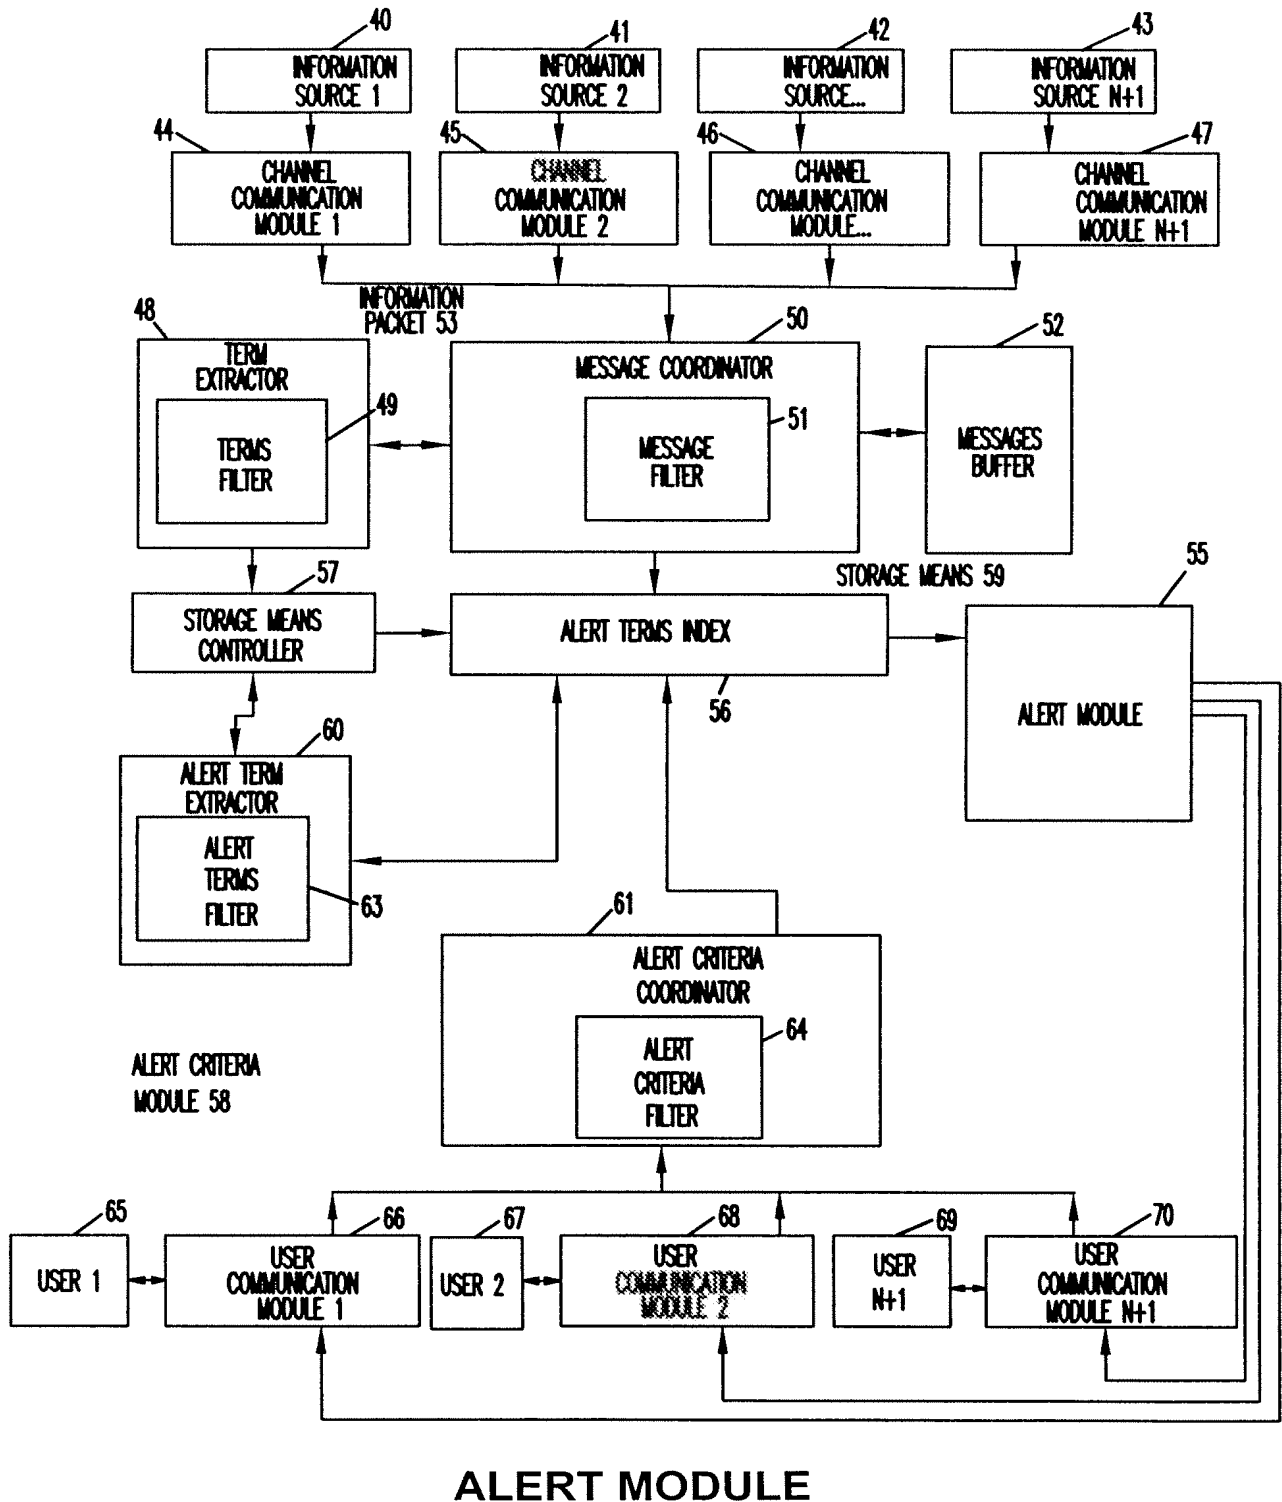 40
41
42
43
INFORMATION
SOURCE 1
INFORMATION
SOURCE 2
INFORMATION
SOURCE...
INFORMATION
SOURCE N+1
44
45
46
47
CHANNEL
COMMUNICATION
MODULE 1
CHANNEL
COMMUNICATION
MODULE 2
CHANNEL
COMMUNICATION
MODULE...
CHANNEL
COMMUNICATION
MODULE N+1
INFORMATION
PACKET 53
48
TERM
EXTRACTOR
49
TERMS
FILTER
50
MESSAGE COORDINATOR
51
MESSAGE
FILTER
52
MESSAGES
BUFFER
57
STORAGE MEANS
CONTROLLER
STORAGE MEANS 59
ALERT TERMS INDEX
56
55
ALERT MODULE
60
ALERT TERM
EXTRACTOR
ALERT
TERMS
FILTER
63
61
ALERT CRITERIA
COORDINATOR
64
ALERT
CRITERIA
FILTER
ALERT CRITERIA
MODULE 58
65
USER 1
66
USER
COMMUNICATION
MODULE 1
67
USER 2
68
USER
COMMUNICATION
MODULE 2
69
USER
N+1
70
USER
COMMUNICATION
MODULE N+1
ALERT MODULE